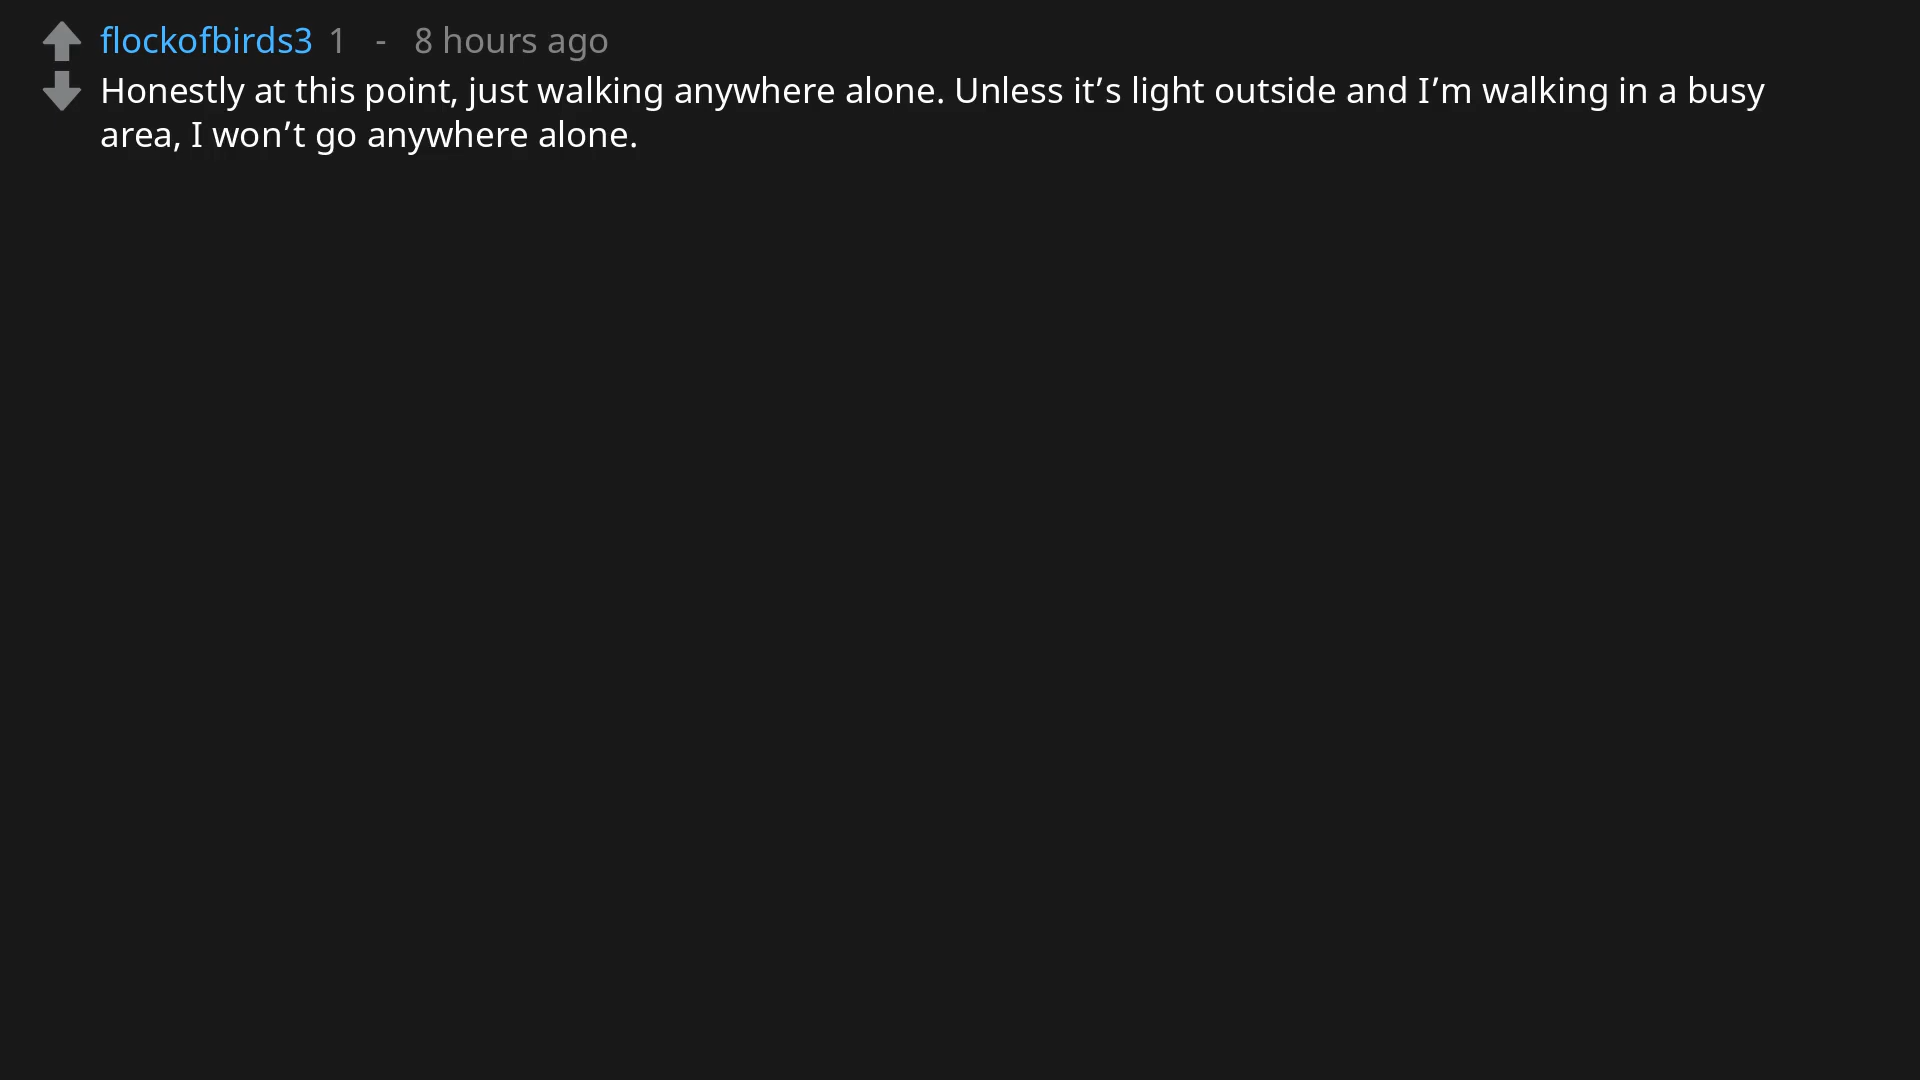 flockofbirds3 1 - 8 hours ago
Honestly at this point, just walking anywhere alone. Unless it’s light outside and I’m walking in a busy
area, I won’t go anywhere alone.